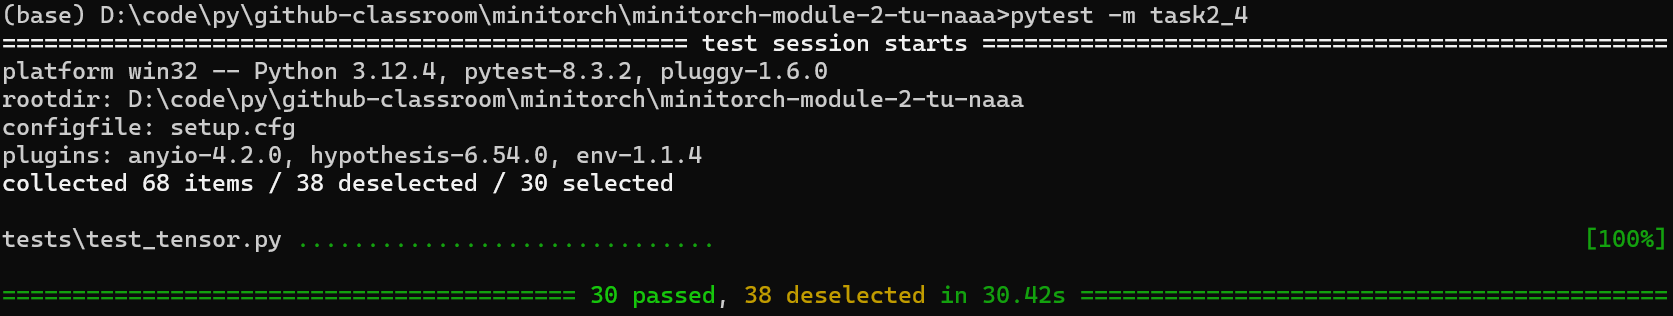 (base) D:\code\py\github-classroom\minitorch\minitorch-module-2-tu-naaa>pytest -m task2_4
================================================= test session starts =================================================
platform win32 -- Python 3.12.4, pytest-8.3.2, pluggy-1.6.0
rootdir: D:\code\py\github-classroom\minitorch\minitorch-module-2-tu-naaa
configfile: setup.cfg
plugins: anyio-4.2.0, hypothesis-6.54.0, env-1.1.4
collected 68 items / 38 deselected / 30 selected
tests\test_tensor.py .............................. [100%]
========================================= 30 passed, 38 deselected in 30.42s ==========================================